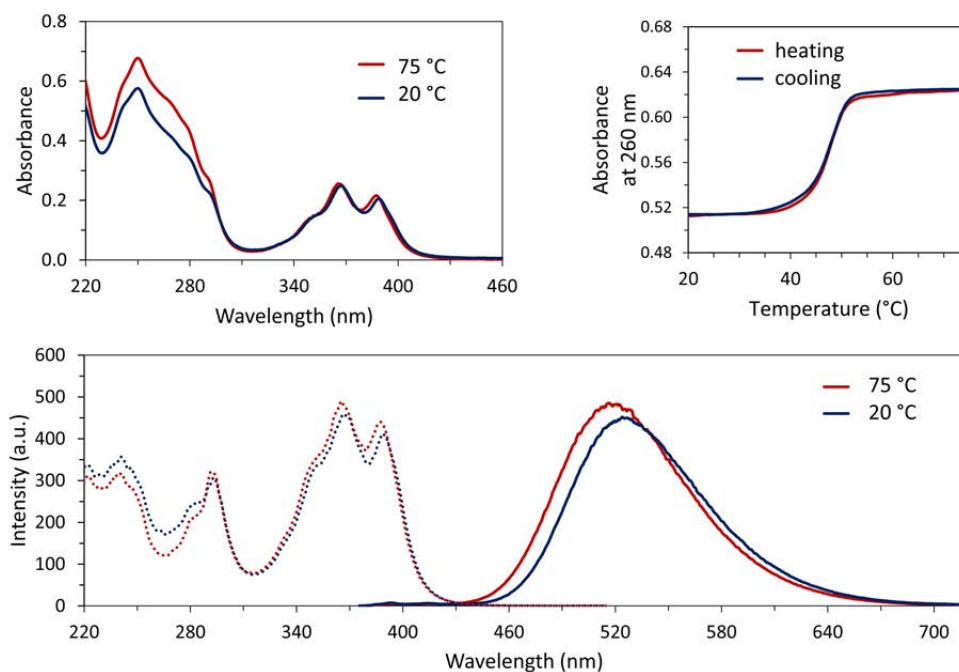 0.8
0.6
0.4
0.2
0.0
Absorbance
75 °C
20 °C
220
280
340
400
460
Wavelength (nm)
0.68
0.64
0.60
0.56
0.52
0.48
Absorbance
at 260 nm
heating
cooling
20
40
60
Temperature (°C)
600
500
400
300
200
100
0
Intensity (a.u.)
75 °C
20 °C
220
280
340
400
460
520
580
640
700
Wavelength (nm)